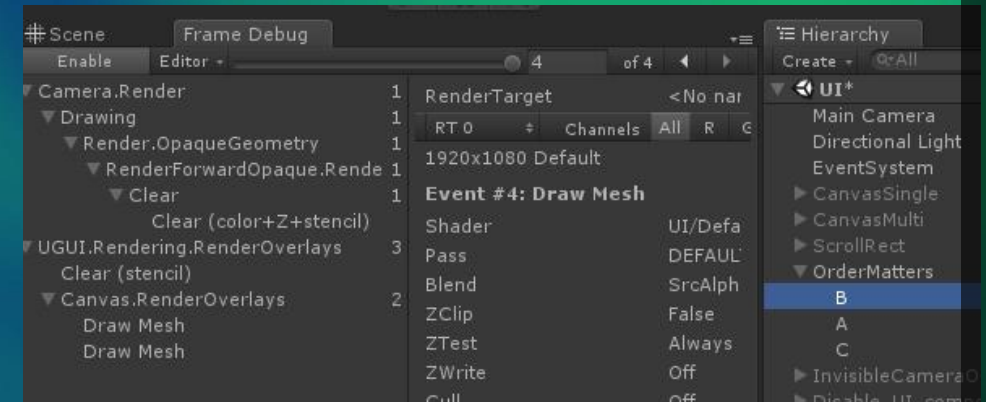 Scene Frame Debug
Enable Editor 4 of 4
Camera.Render 1
Drawing 1
Render.OpaqueGeometry 1
RenderForwardOpaque.Rende 1
Clear 1
Clear (color+Z+stencil)
UGUI.Rendering.RenderOverlays 3
Clear (stencil)
Canvas.RenderOverlays 2
Draw Mesh
Draw Mesh
RenderTarget <No nar
RT 0 Channels All R G
1920x1080 Default
Event #4: Draw Mesh
Shader UI/Defa
Pass DEFAUL
Blend SrcAlph
ZClip False
ZTest Always
ZWrite Off
Cull Off
Hierarchy
Create All
UI*
Main Camera
Directional Light
EventSystem
CanvasSingle
CanvasMulti
ScrollRect
OrderMatters
B
A
C
InvisibleCameraO
Disable UI comp